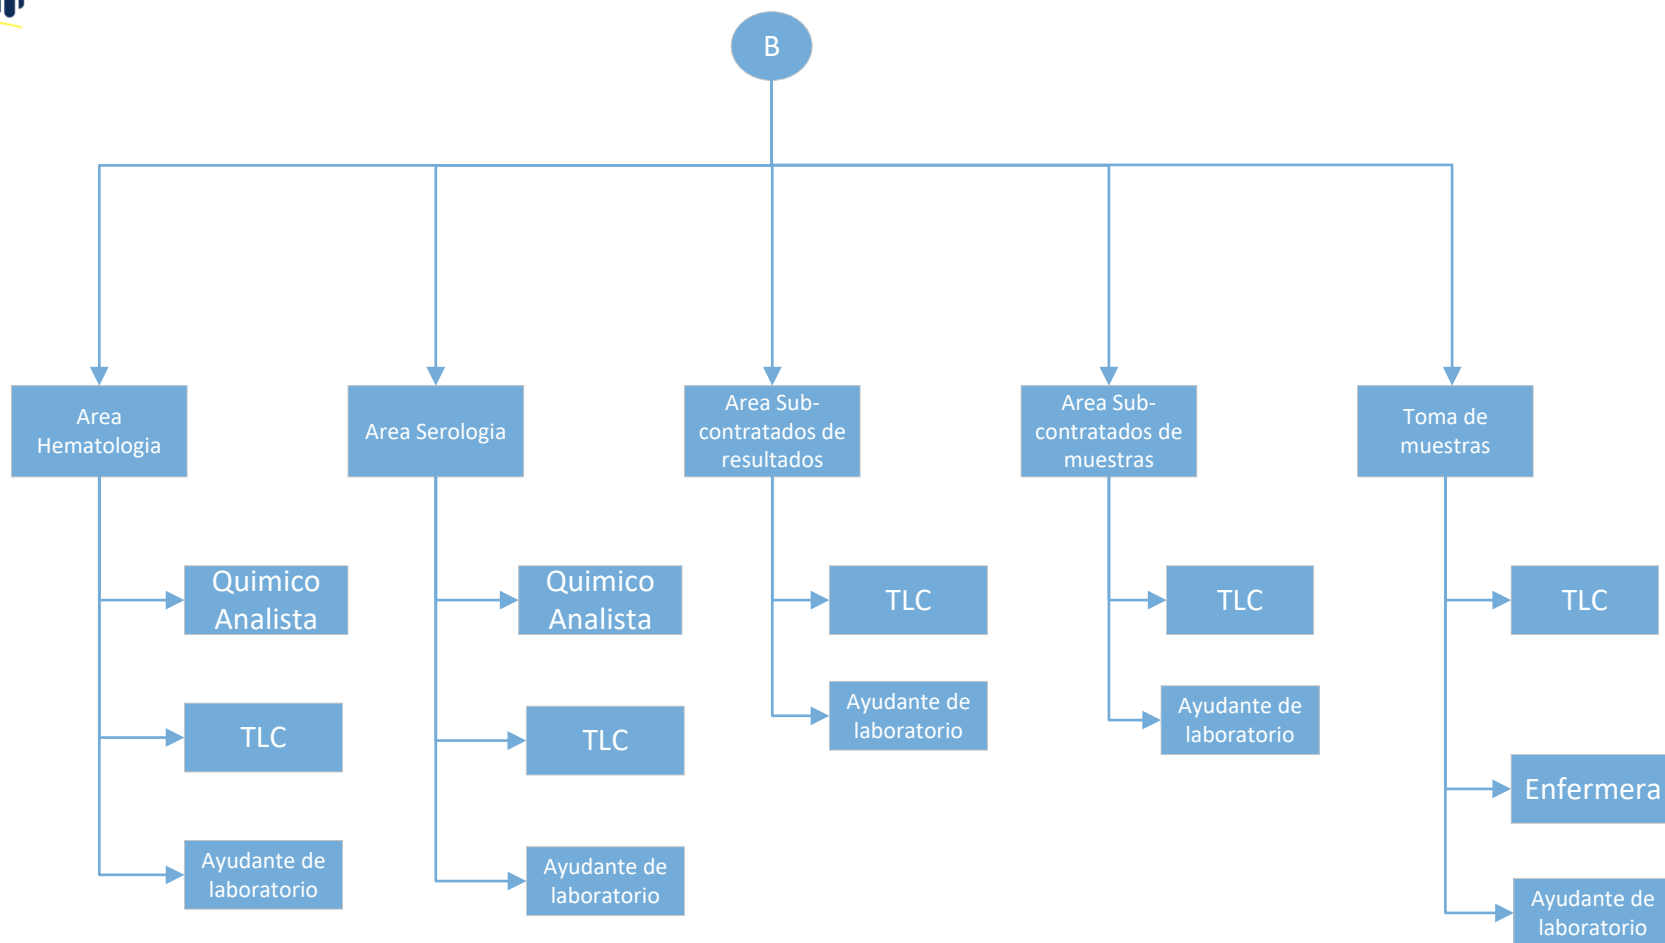 B
Area
Hematologia
Area Serologia
Area Sub-
contratados de
resultados
Area Sub-
contratados de
muestras
Toma de
muestras
Quimico
Analista
Quimico
Analista
TLC
TLC
TLC
Ayudante de
laboratorio
Ayudante de
laboratorio
TLC
TLC
Enfermera
Ayudante de
laboratorio
Ayudante de
laboratorio
Ayudante de
laboratorio